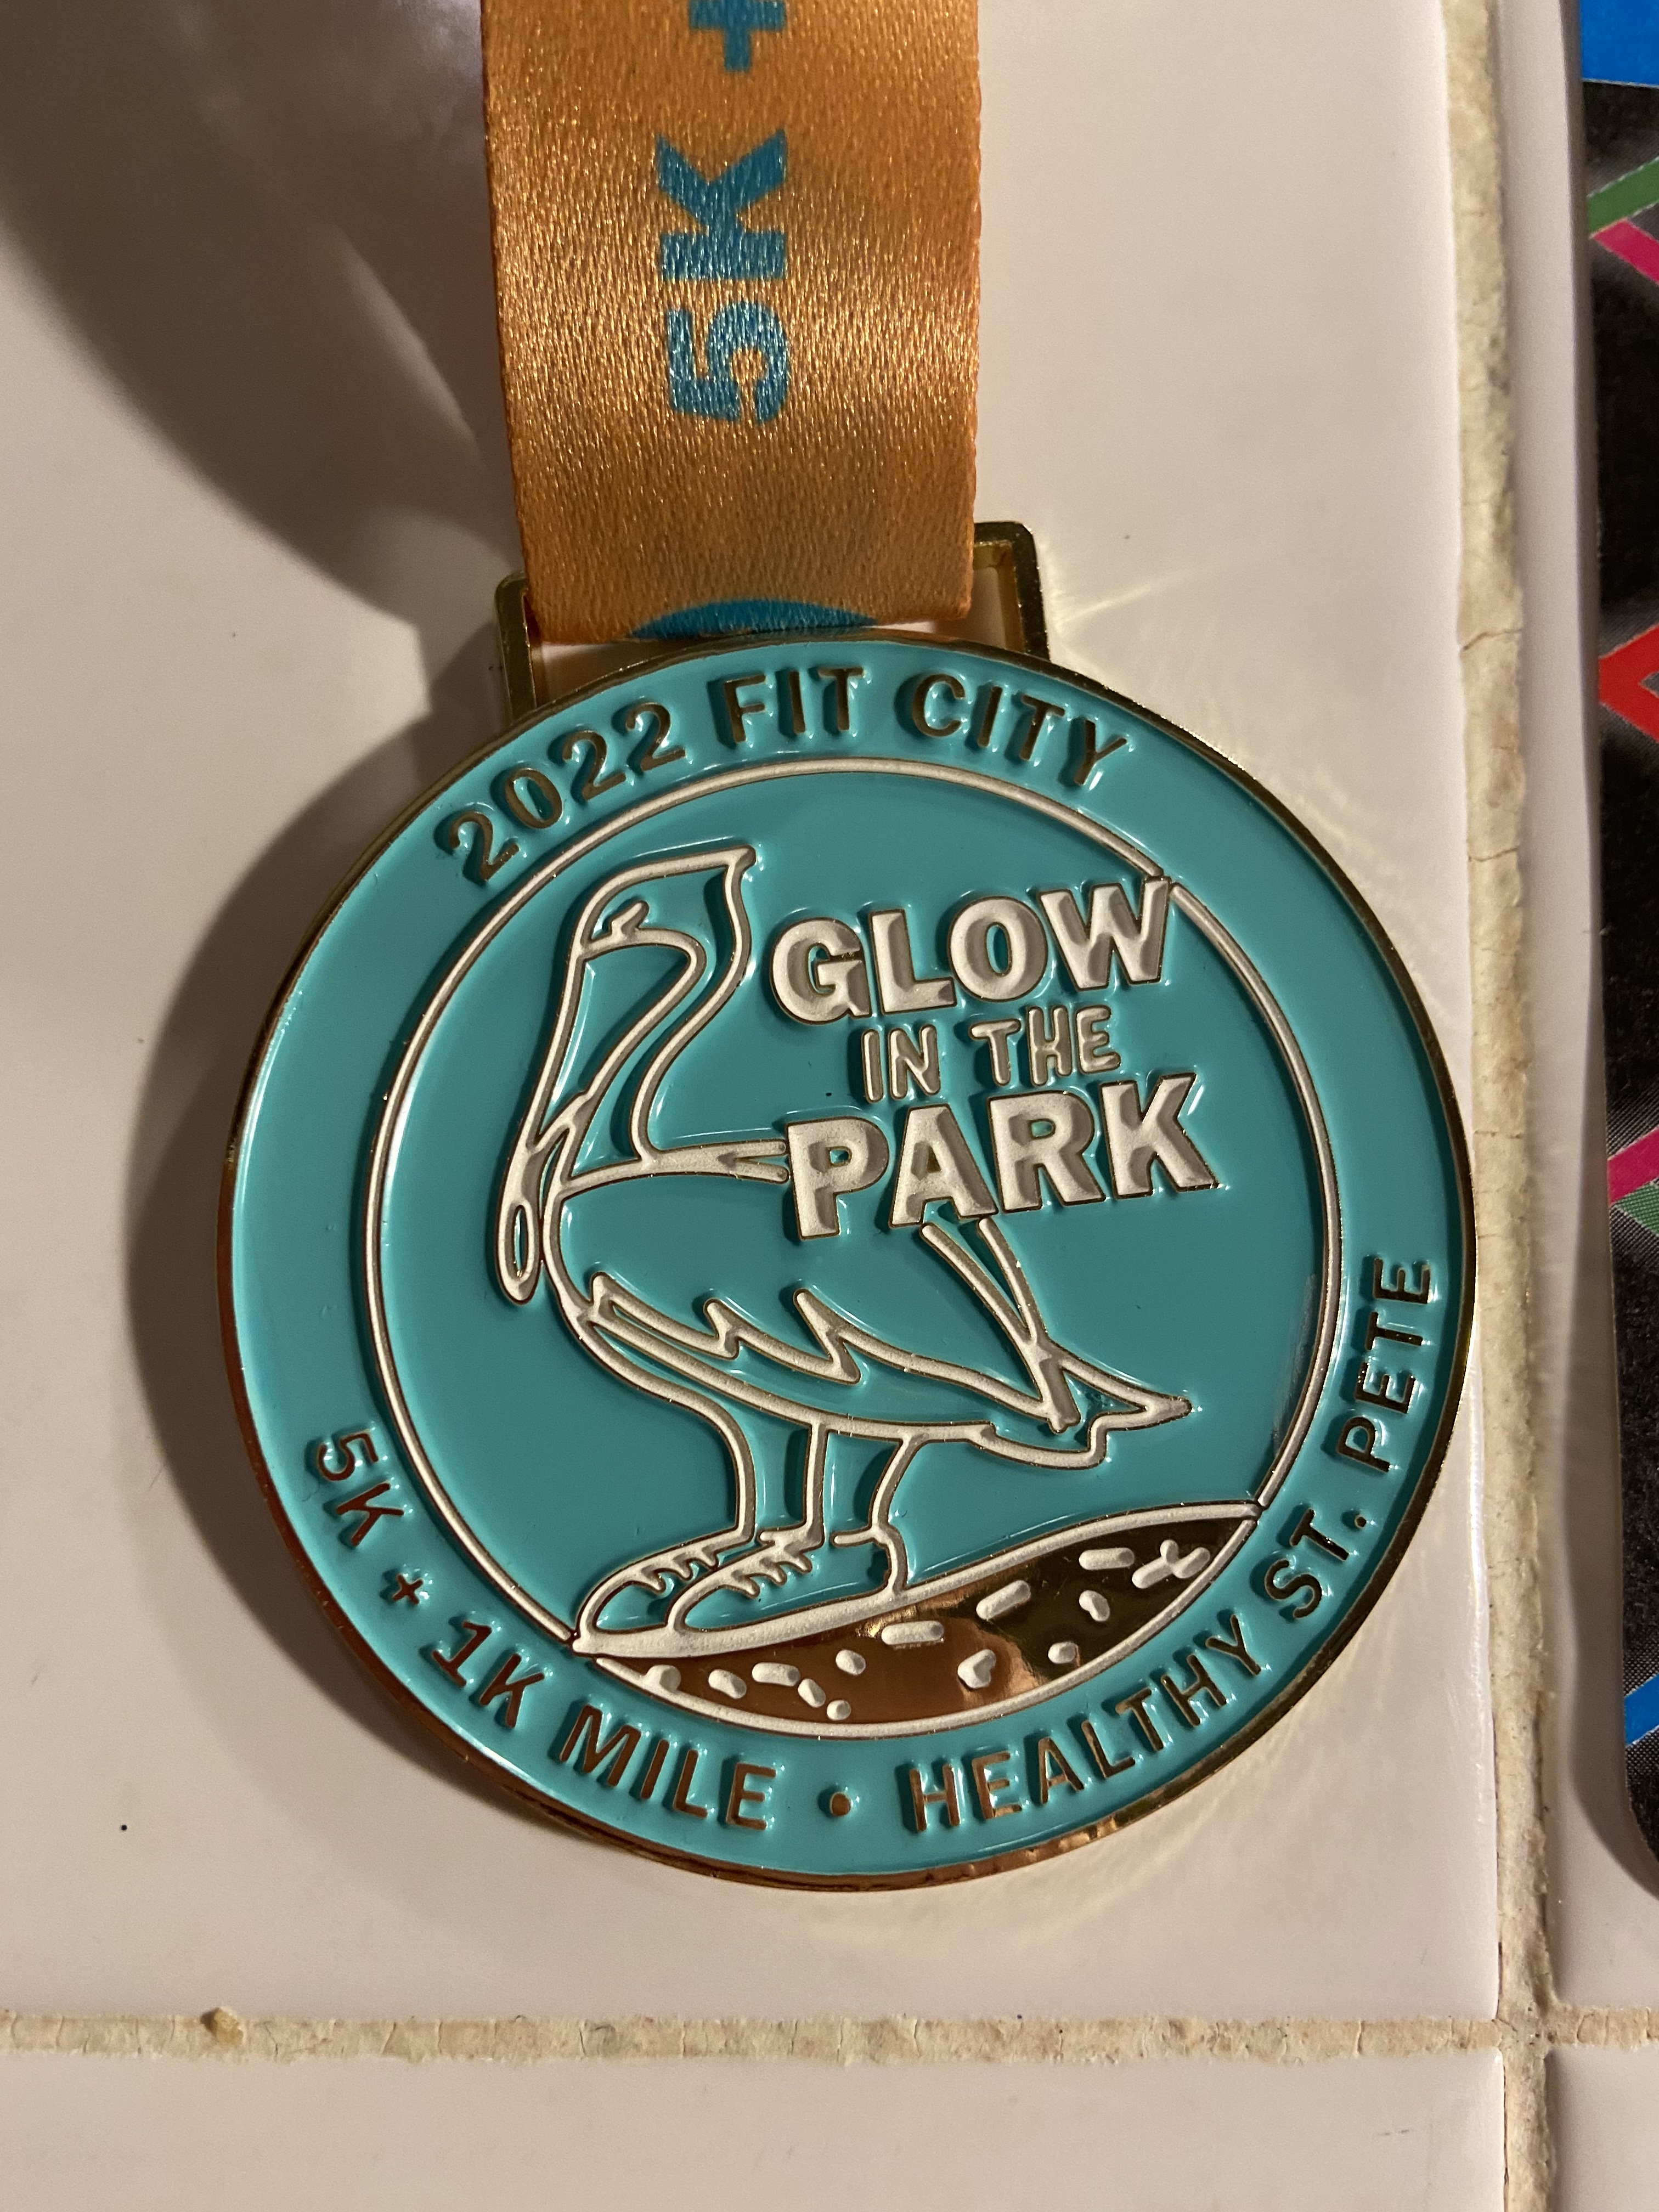 5K +
2022 FIT CITY
GLOW
IN THE
PARK
5K + 1K MILE • HEALTHY ST. PETE